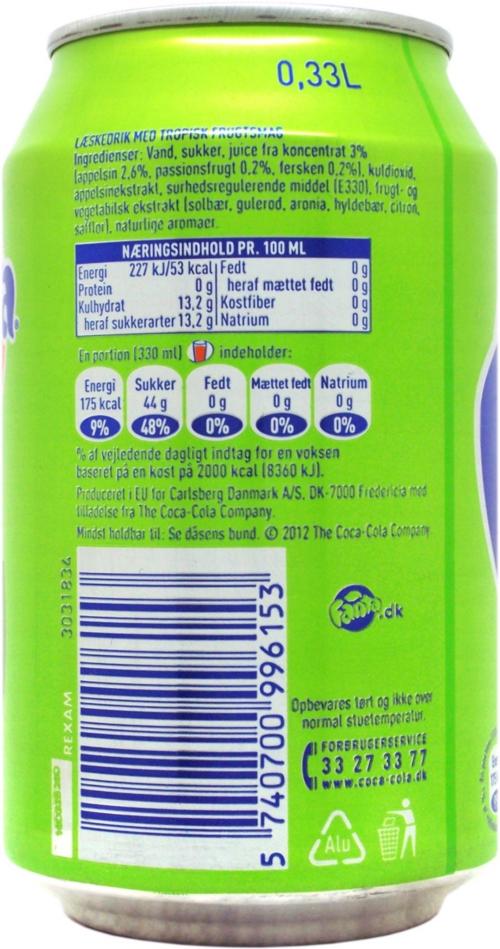 0,33L
LÆSKEDRIK MED TROPISK FRUGTSMAG
Ingredienser: Vand, sukker, juice fra koncentrat 3%
(appelsin 2,6%, passionsfrugt 0,2%, fersken 0,2%), kuldioxid,
appelsinekstrakt, surhedsregulerende middel (E330), frugt- og
vegetabilsk ekstrakt (solbær, gulerod, aronia, hyldebær, citron,
saflor), naturlige aromaer.
NÆRINGSINDHOLD PR. 100 ML
Energi 227 kJ/53 kcal Fedt 0 g
Protein 0 g heraf mættet fedt 0 g
Kulhydrat 13,2 g Kostfiber 0 g
heraf sukkerarter 13,2 g Natrium 0 g
En portion (330 ml) indeholder:
Energi Sukker Fedt Mættet fedt Natrium
175 kcal 44 g 0 g 0 g 0 g
9% 48% 0% 0% 0%
% af vejledende dagligt indtag for en voksen
baseret på en kost på 2000 kcal (8360 kJ).
Produceret i EU for Carlsberg Danmark A/S, DK-7000 Fredericia med
tilladelse fra The Coca-Cola Company.
Mindst holdbar til: Se dåsens bund. © 2012 The Coca-Cola Company
REXAM 3031834
5 740700 996153
Fanta.dk
Opbevares tørt og ikke over
normal stuetemperatur.
FORBRUGERSERVICE
33 27 33 77
www.coca-cola.dk
Alu